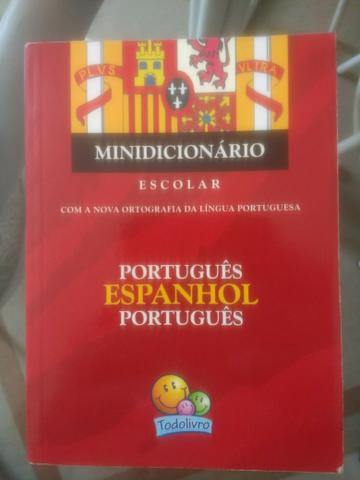 PLVS VLTRA
MINIDICIONÁRIO
ESCOLAR
COM A NOVA ORTOGRAFIA DA LÍNGUA PORTUGUESA
PORTUGUÊS
ESPANHOL
PORTUGUÊS
Todolivro